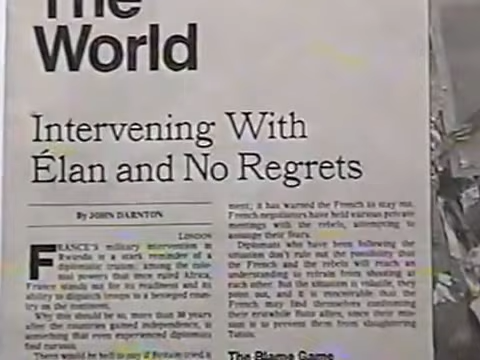 The
World
Intervening With
Élan and No Regrets
By JOHN DARNTON
LONDON
FRANCE'S military intervention in
Rwanda is a stark reminder of a
diplomatic truism: among the colo-
nial powers that once ruled Africa,
France stands out for its readiness and its
ability to dispatch troops to a beleaguered coun-
try on the continent.
Why this should be so, more than 30 years
after the countries gained independence, is
something that even experienced diplomats
find curious.
There would be hell to pay if Britain tried a
ment; it has warned the French to stay out.
French negotiators have held various private
meetings with the rebels, attempting to
assuage their fears.
Diplomats who have been following the
situation don't rule out the possibility that
the French and the rebels will reach an
understanding to refrain from shooting at
each other. But the situation is volatile, they
point out, and it is conceivable that the
French may find themselves confronting
their erstwhile Hutu allies, since their mis-
sion is to prevent them from slaughtering
Tutsis.
The Blame Game